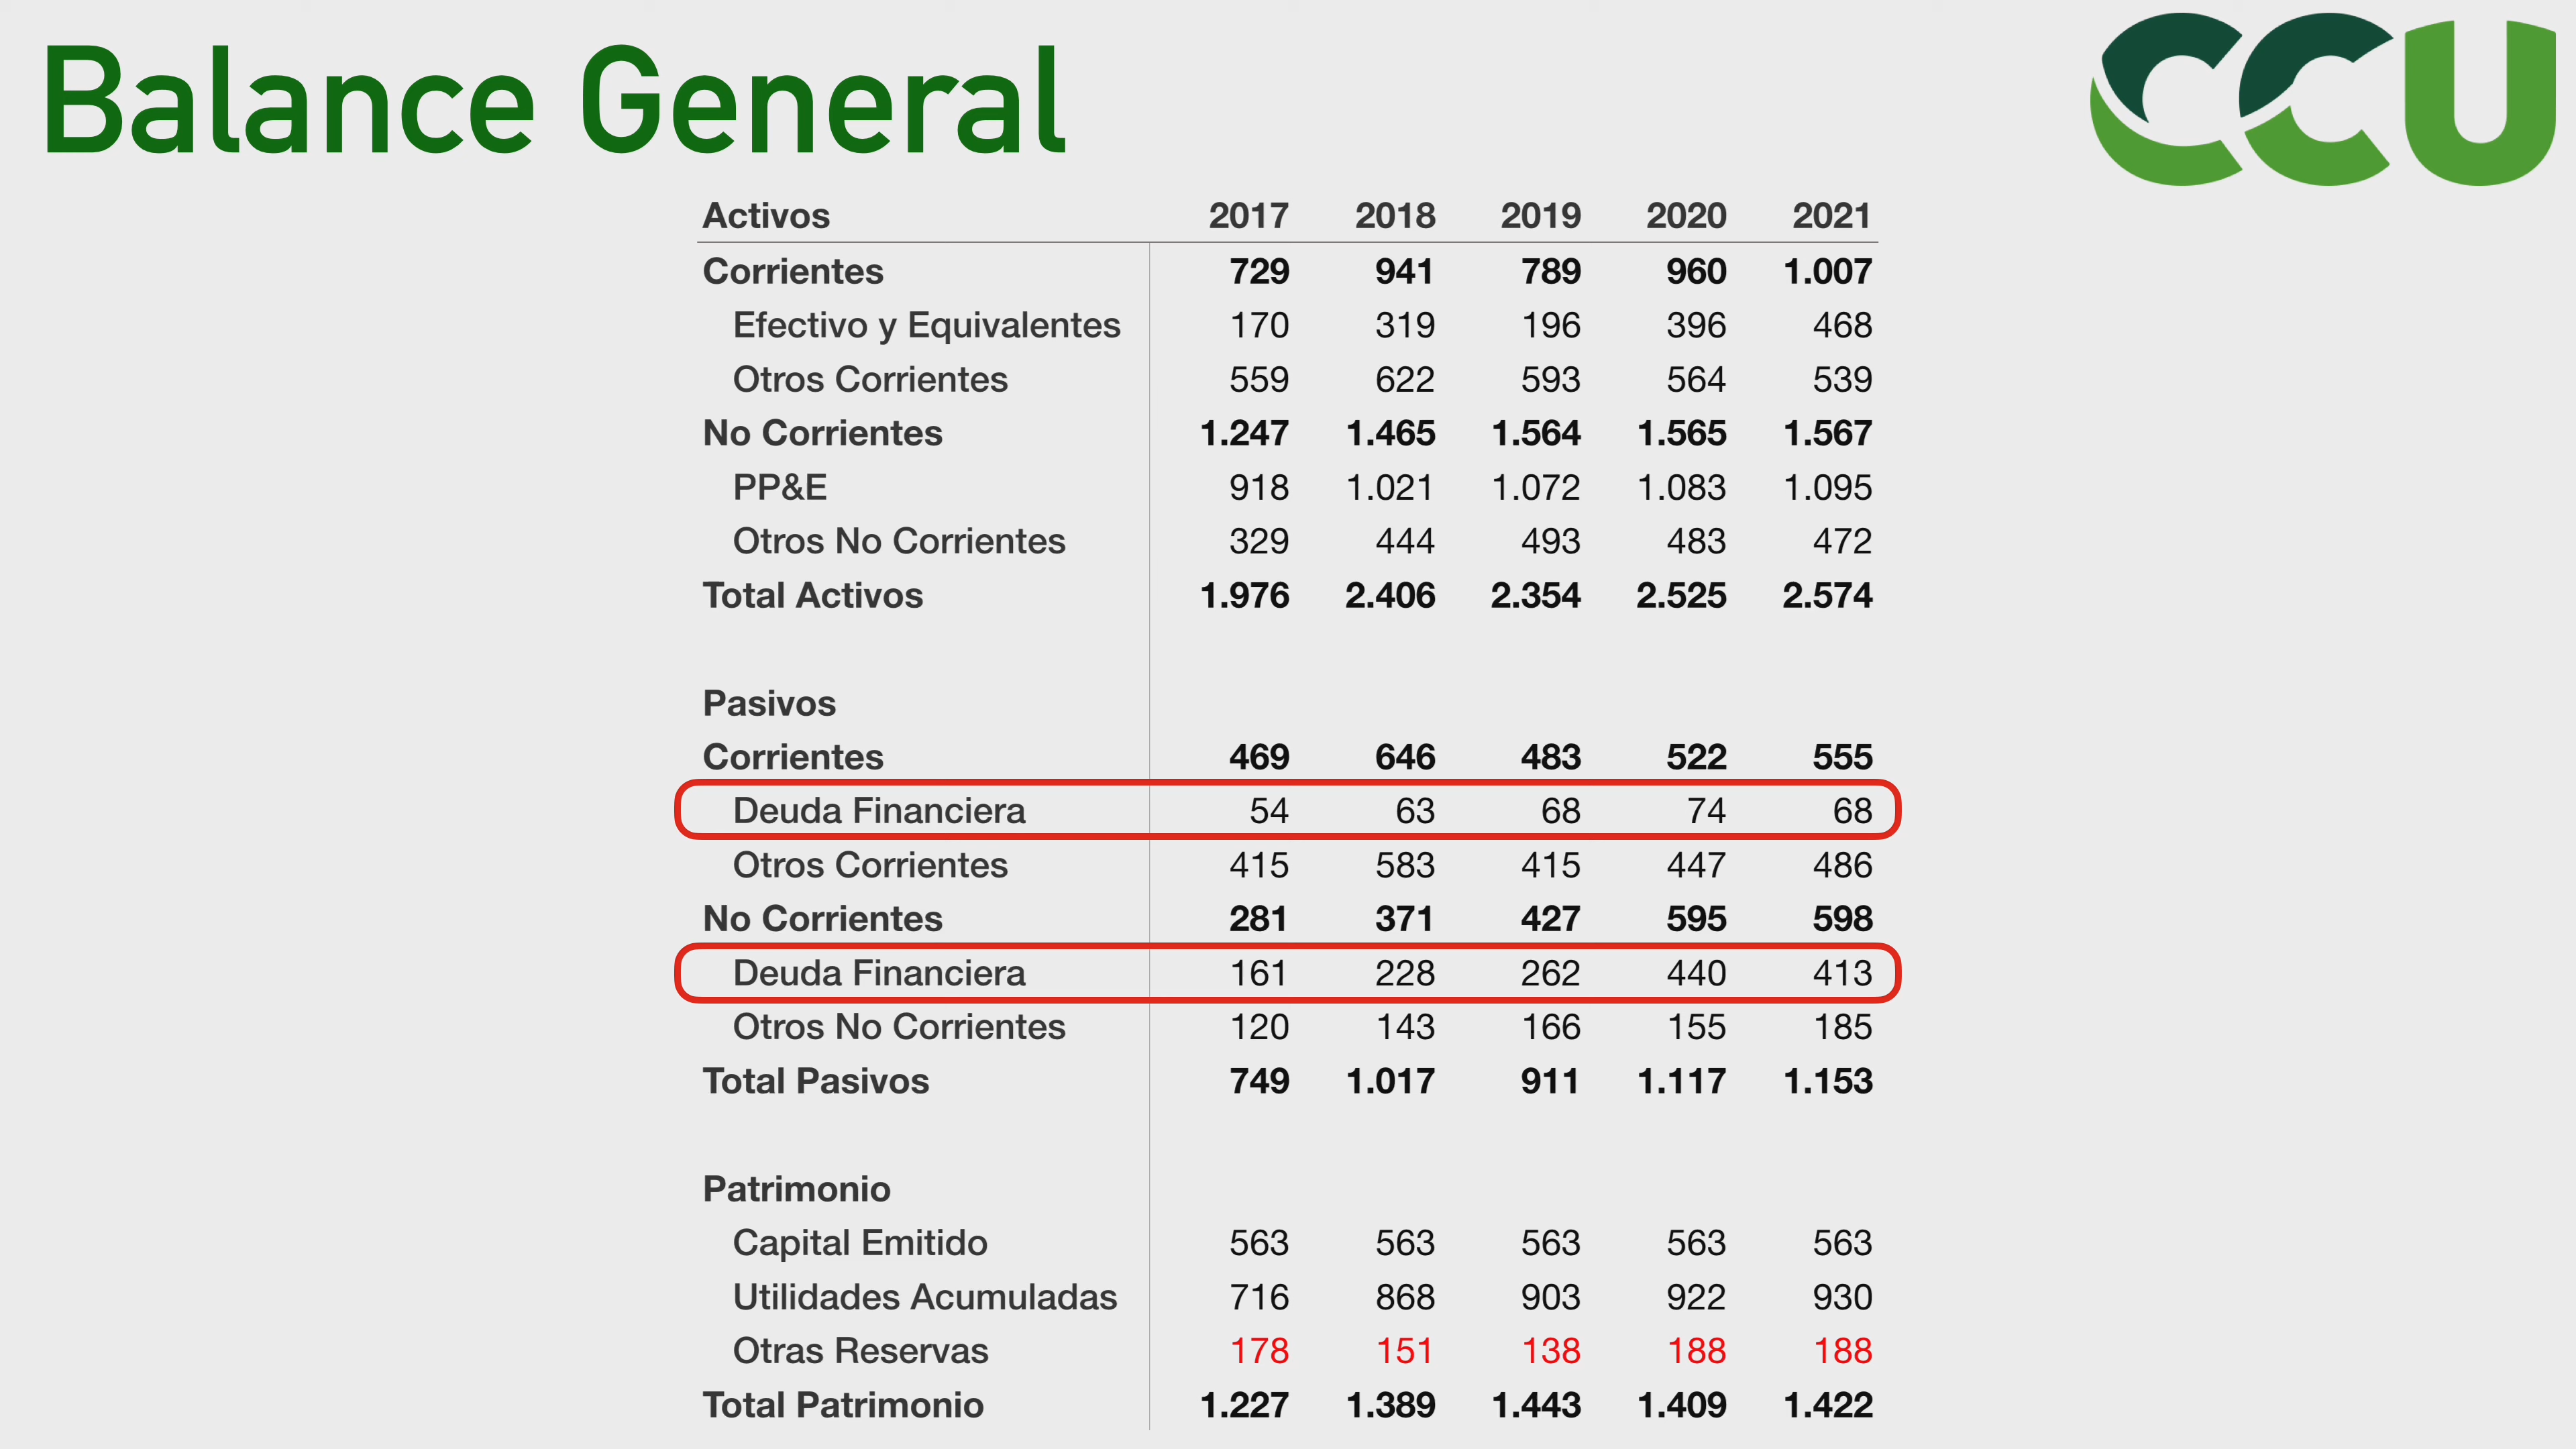 Balance General
CCU
Activos 2017 2018 2019 2020 2021
Corrientes 729 941 789 960 1.007
Efectivo y Equivalentes 170 319 196 396 468
Otros Corrientes 559 622 593 564 539
No Corrientes 1.247 1.465 1.564 1.565 1.567
PP&E 918 1.021 1.072 1.083 1.095
Otros No Corrientes 329 444 493 483 472
Total Activos 1.976 2.406 2.354 2.525 2.574
Pasivos
Corrientes 469 646 483 522 555
Deuda Financiera 54 63 68 74 68
Otros Corrientes 415 583 415 447 486
No Corrientes 281 371 427 595 598
Deuda Financiera 161 228 262 440 413
Otros No Corrientes 120 143 166 155 185
Total Pasivos 749 1.017 911 1.117 1.153
Patrimonio
Capital Emitido 563 563 563 563 563
Utilidades Acumuladas 716 868 903 922 930
Otras Reservas 178 151 138 188 188
Total Patrimonio 1.227 1.389 1.443 1.409 1.422